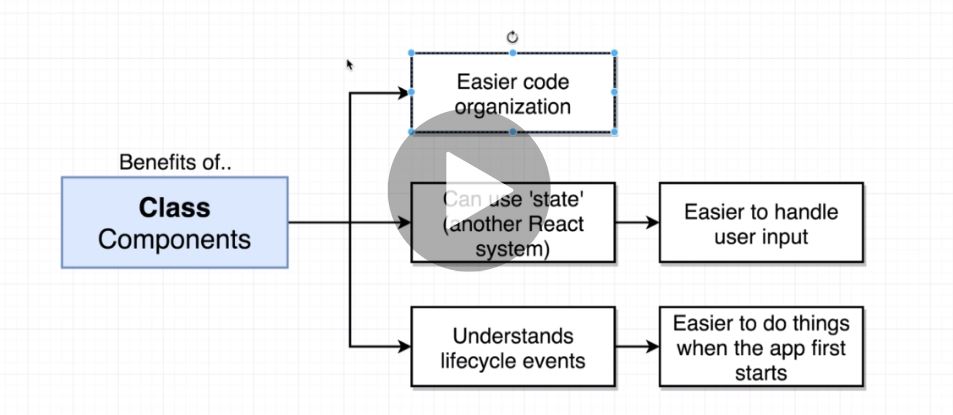 Easier code
organization
Benefits of..
Class
Components
Can use 'state'
(another React
system)
Easier to handle
user input
Understands
lifecycle events
Easier to do things
when the app first
starts